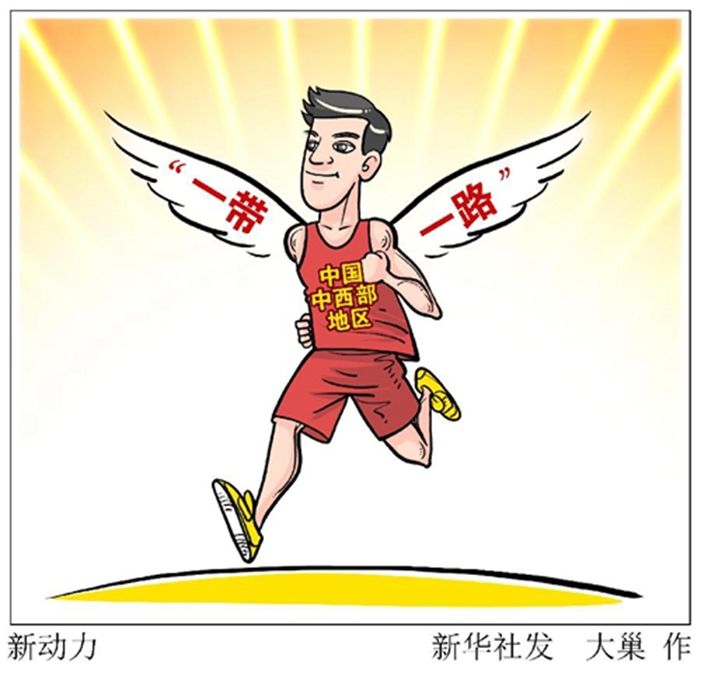 “一带
一路”
中国
中西部
地区
新动力
新华社发 大巢 作